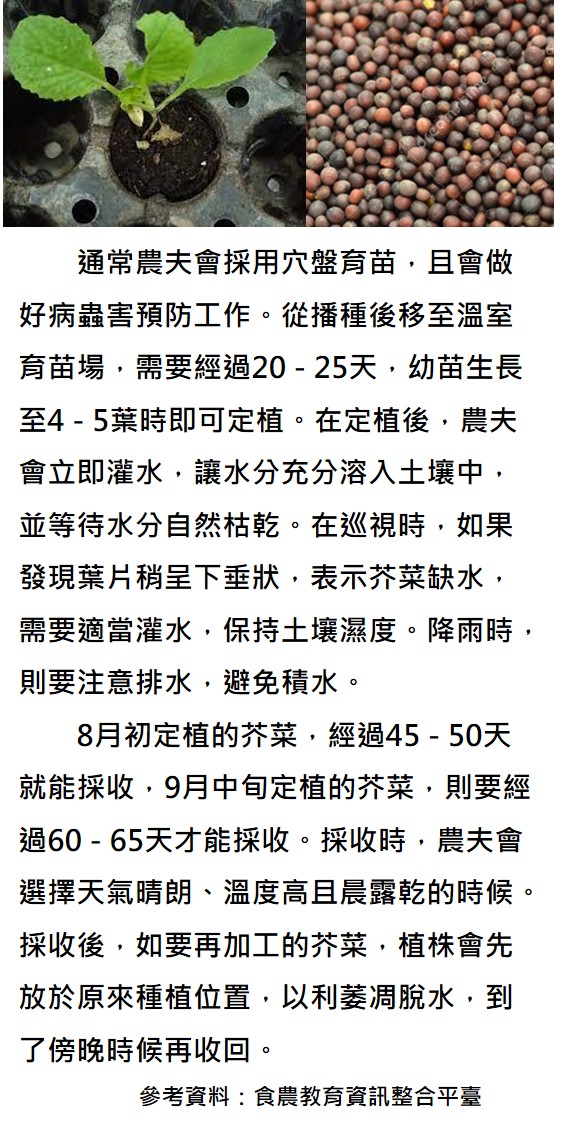 通常農夫會採用穴盤育苗，且會做
好病蟲害預防工作。從播種後移至溫室
育苗場，需要經過20 - 25天，幼苗生長
至4 - 5葉時即可定植。在定植後，農夫
會立即灌水，讓水分充分溶入土壤中，
並等待水分自然枯乾。在巡視時，如果
發現葉片稍呈下垂狀，表示芥菜缺水，
需要適當灌水，保持土壤濕度。降雨時，
則要注意排水，避免積水。
8月初定植的芥菜，經過45 - 50天
就能採收，9月中旬定植的芥菜，則要經
過60 - 65天才能採收。採收時，農夫會
選擇天氣晴朗、溫度高且晨露乾的時候。
採收後，如要再加工的芥菜，植株會先
放於原來種植位置，以利萎凋脫水，到
了傍晚時候再收回。
參考資料：食農教育資訊整合平臺